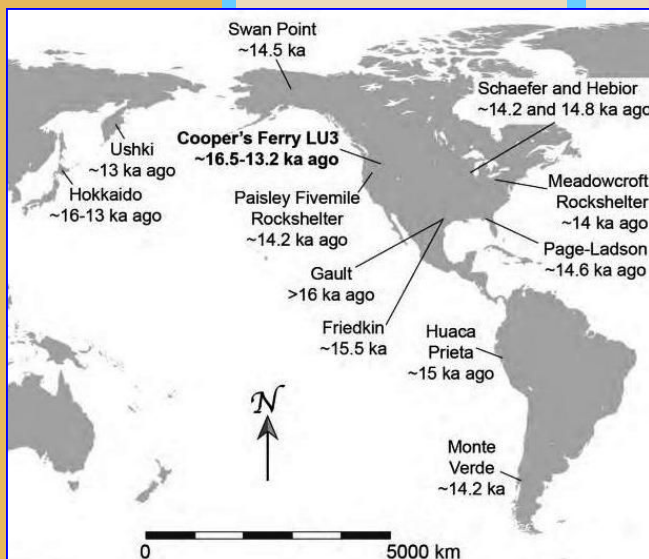 Swan Point
~14.5 ka
Schaefer and Hebior
~14.2 and 14.8 ka ago
Cooper's Ferry LU3
~16.5-13.2 ka ago
Ushki
~13 ka ago
Hokkaido
~16-13 ka ago
Paisley Fivemile
Rockshelter
~14.2 ka ago
Meadowcroft
Rockshelter
~14 ka ago
Page-Ladson
~14.6 ka ago
Gault
>16 ka ago
Friedkin
~15.5 ka
Huaca
Prieta
~15 ka ago
N
Monte
Verde
~14.2 ka
0
5000 km